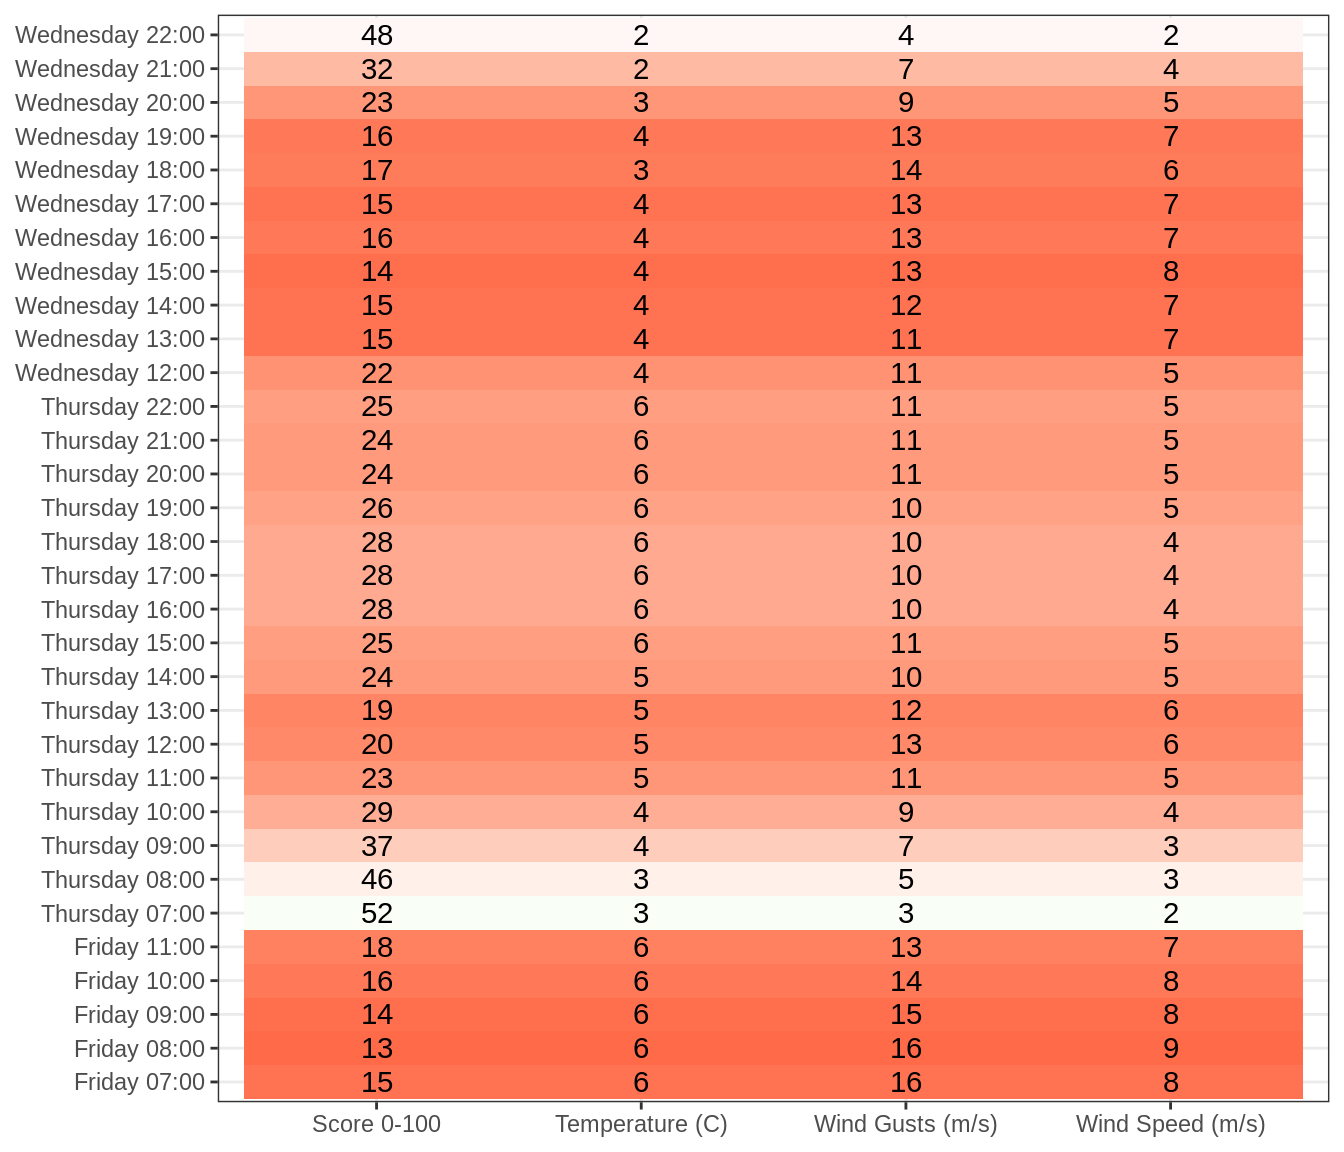 Wednesday 22:00 48 2 4 2
Wednesday 21:00 32 2 7 4
Wednesday 20:00 23 3 9 5
Wednesday 19:00 16 4 13 7
Wednesday 18:00 17 3 14 6
Wednesday 17:00 15 4 13 7
Wednesday 16:00 16 4 13 7
Wednesday 15:00 14 4 13 8
Wednesday 14:00 15 4 12 7
Wednesday 13:00 15 4 11 7
Wednesday 12:00 22 4 11 5
Thursday 22:00 25 6 11 5
Thursday 21:00 24 6 11 5
Thursday 20:00 24 6 11 5
Thursday 19:00 26 6 10 5
Thursday 18:00 28 6 10 4
Thursday 17:00 28 6 10 4
Thursday 16:00 28 6 10 4
Thursday 15:00 25 6 11 5
Thursday 14:00 24 5 10 5
Thursday 13:00 19 5 12 6
Thursday 12:00 20 5 13 6
Thursday 11:00 23 5 11 5
Thursday 10:00 29 4 9 4
Thursday 09:00 37 4 7 3
Thursday 08:00 46 3 5 3
Thursday 07:00 52 3 3 2
Friday 11:00 18 6 13 7
Friday 10:00 16 6 14 8
Friday 09:00 14 6 15 8
Friday 08:00 13 6 16 9
Friday 07:00 15 6 16 8
Score 0-100 Temperature (C) Wind Gusts (m/s) Wind Speed (m/s)